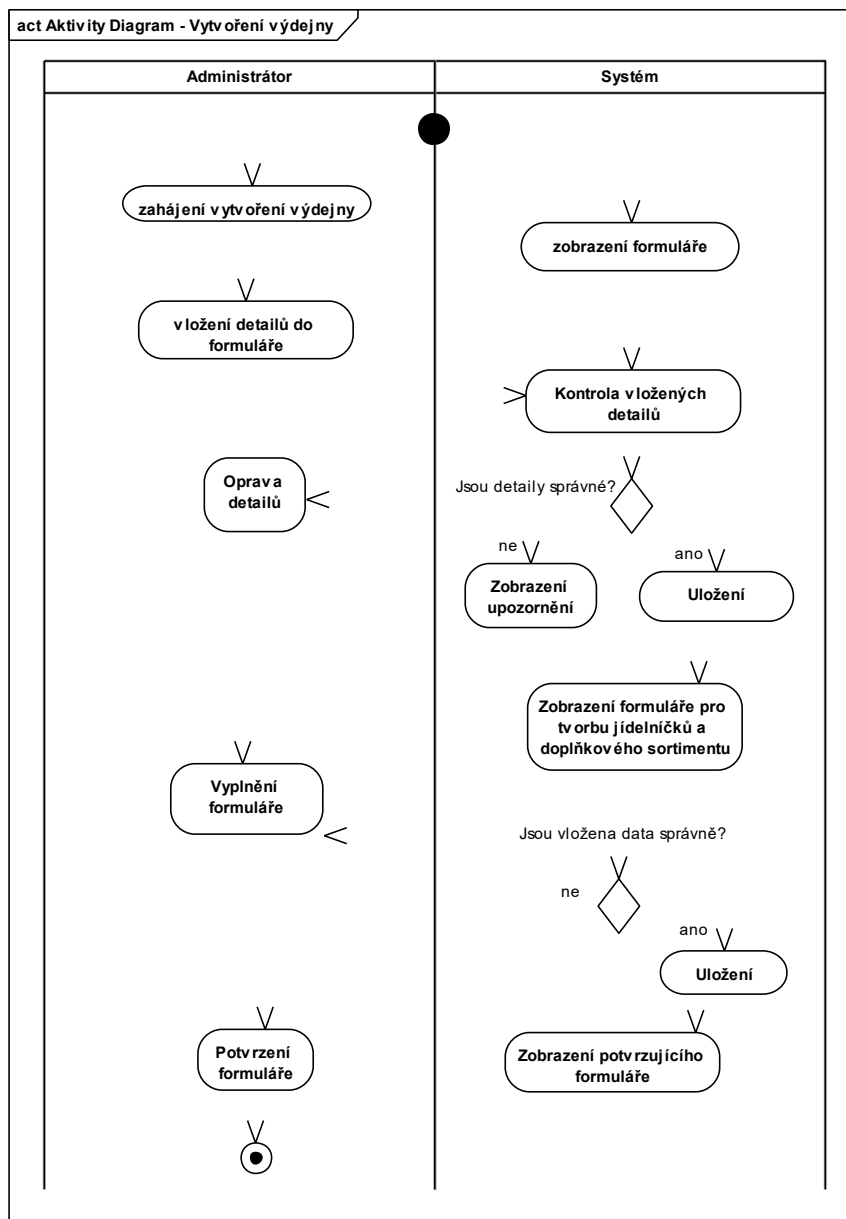 act Aktivity Diagram - Vytvoření výdejny
Administrátor
Systém
zahájení vytvoření výdejny
zobrazení formuláře
vložení detailů do
formuláře
Kontrola vložených
detailů
Oprava
detailů
Jsou detaily správné?
ne
ano
Zobrazení
upozornění
Uložení
Zobrazení formuláře pro
tvorbu jídelníčků a
doplňkového sortimentu
Vyplnění
formuláře
Jsou vložena data správně?
ne
ano
Uložení
Potvrzení
formuláře
Zobrazení potvrzujícího
formuláře